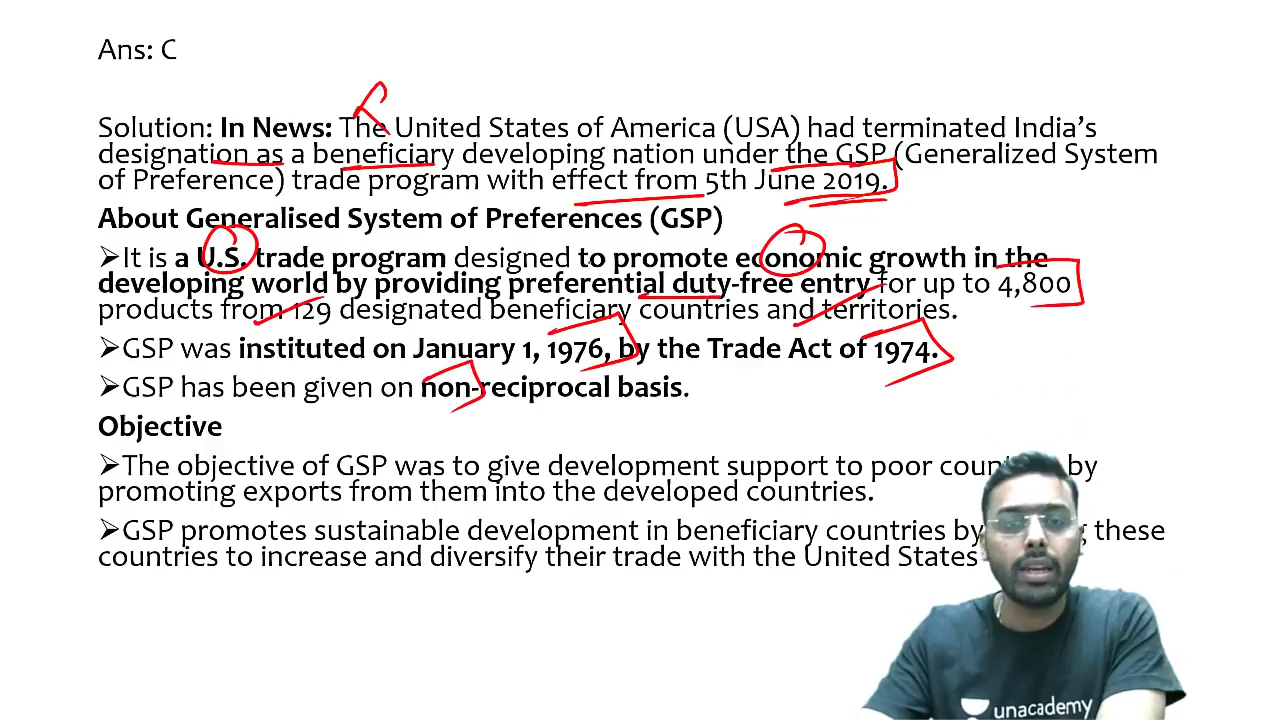 Ans: C
Solution: In News: The United States of America (USA) had terminated India's
designation as a beneficiary developing nation under the GSP (Generalized System
of Preference) trade program with effect from 5th June 2019.
About Generalised System of Preferences (GSP)
➢It is a U.S. trade program designed to promote economic growth in the
developing world by providing preferential duty-free entry for up to 4,800
products from 129 designated beneficiary countries and territories.
➢GSP was instituted on January 1, 1976, by the Trade Act of 1974.
➢GSP has been given on non-reciprocal basis.
Objective
➢The objective of GSP was to give development support to poor by
promoting exports from them into the developed countries.
➢GSP promotes sustainable development in beneficiary countries these
countries to increase and diversify their trade with the United States
unacademy